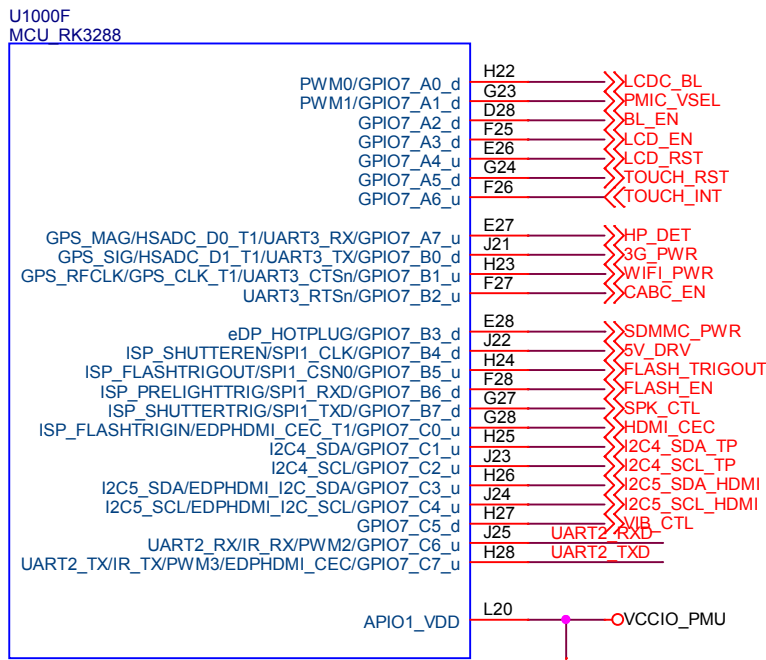 U1000F
MCU_RK3288
PWM0/GPIO7_A0_d H22 LCDC_BL
PWM1/GPIO7_A1_d G23 PMIC_VSEL
GPIO7_A2_d D28 BL_EN
GPIO7_A3_d F25 LCD_EN
GPIO7_A4_u E26 LCD_RST
GPIO7_A5_d G24 TOUCH_RST
GPIO7_A6_u F26 TOUCH_INT
GPS_MAG/HSADC_D0_T1/UART3_RX/GPIO7_A7_u E27 HP_DET
GPS_SIG/HSADC_D1_T1/UART3_TX/GPIO7_B0_d J21 3G_PWR
GPS_RFCLK/GPS_CLK_T1/UART3_CTSn/GPIO7_B1_u H23 WIFI_PWR
UART3_RTSn/GPIO7_B2_u F27 CABC_EN
eDP_HOTPLUG/GPIO7_B3_d E28 SDMMC_PWR
ISP_SHUTTEREN/SPI1_CLK/GPIO7_B4_d J22 5V_DRV
ISP_FLASHTRIGOUT/SPI1_CSN0/GPIO7_B5_u H24 FLASH_TRIGOUT
ISP_PRELIGHTTRIG/SPI1_RXD/GPIO7_B6_d F28 FLASH_EN
ISP_SHUTTERTRIG/SPI1_TXD/GPIO7_B7_d G27 SPK_CTL
ISP_FLASHTRIGIN/EDPHDMI_CEC_T1/GPIO7_C0_u G28 HDMI_CEC
I2C4_SDA/GPIO7_C1_u H25 I2C4_SDA_TP
I2C4_SCL/GPIO7_C2_u J23 I2C4_SCL_TP
I2C5_SDA/EDPHDMI_I2C_SDA/GPIO7_C3_u H26 I2C5_SDA_HDMI
I2C5_SCL/EDPHDMI_I2C_SCL/GPIO7_C4_u J24 I2C5_SCL_HDMI
GPIO7_C5_d H27 VIB_CTL
UART2_RX/IR_RX/PWM2/GPIO7_C6_u J25 UART2_RXD
UART2_TX/IR_TX/PWM3/EDPHDMI_CEC/GPIO7_C7_u H28 UART2_TXD
APIO1_VDD L20 VCCIO_PMU